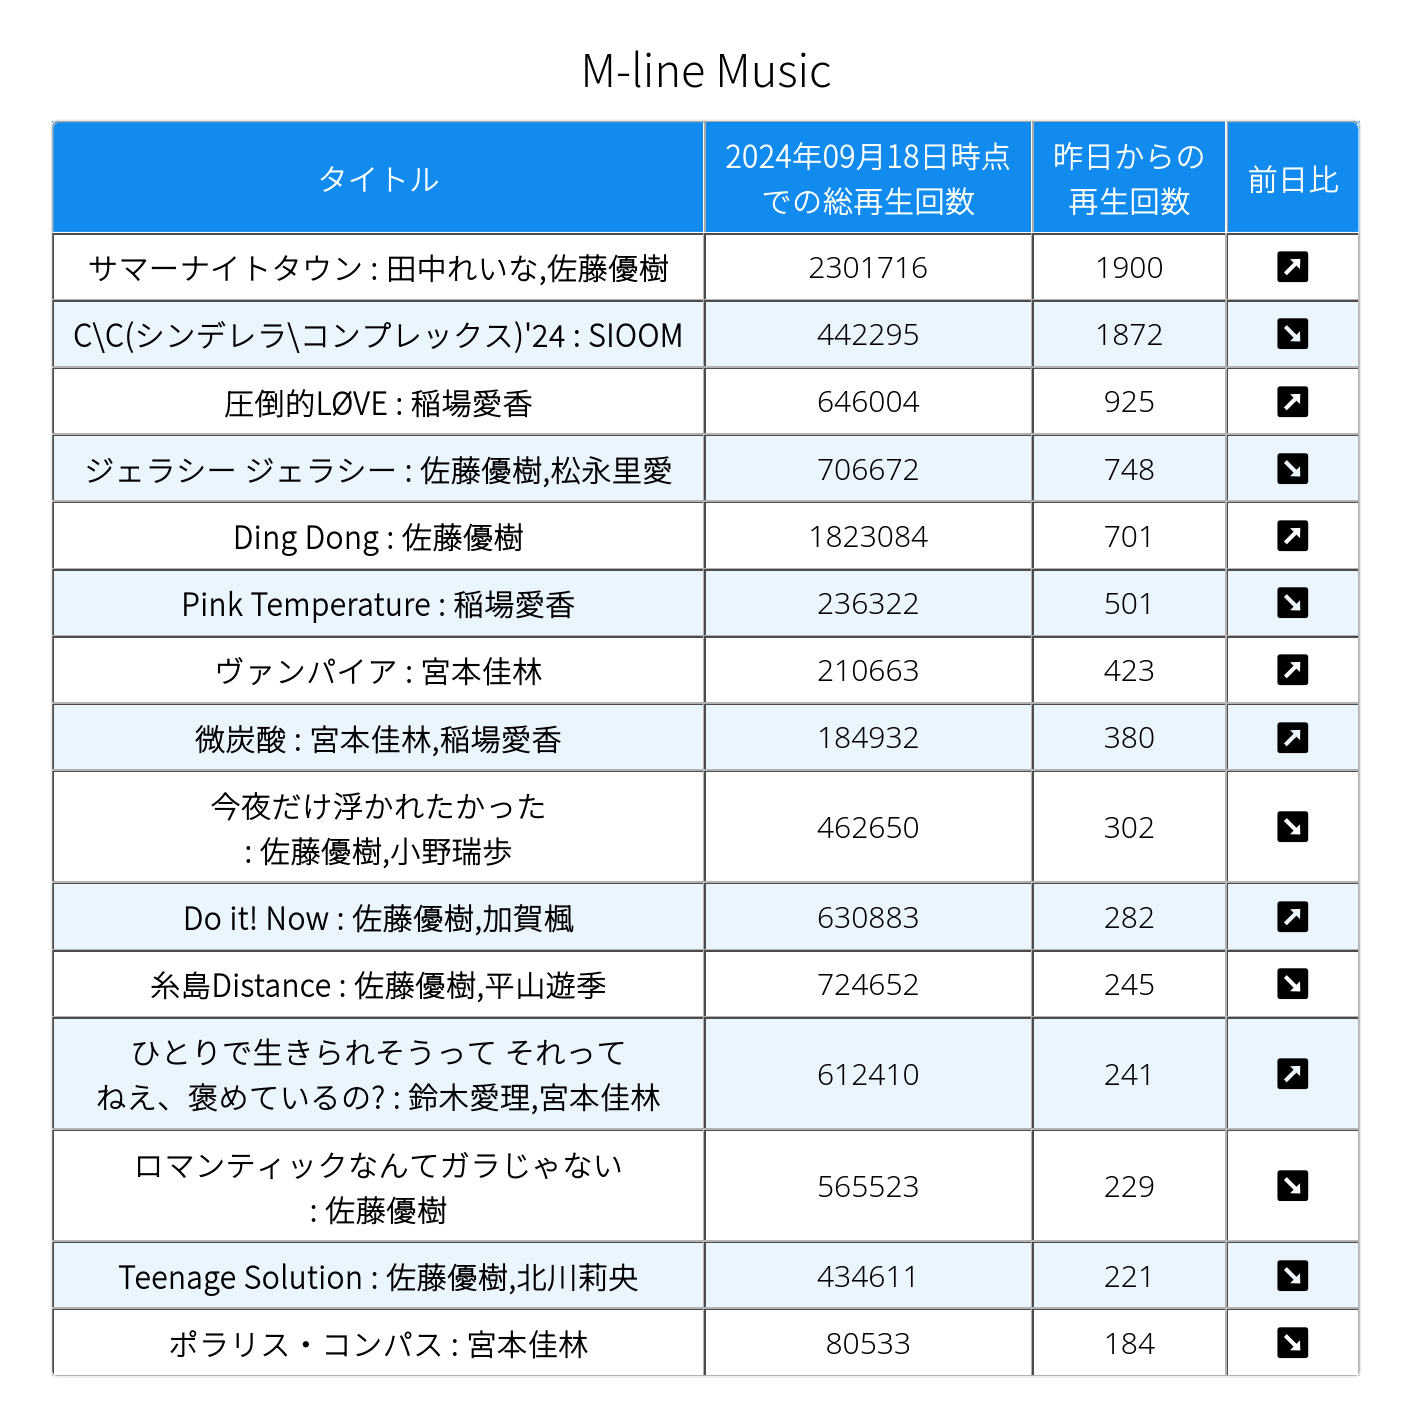 M-line Music
タイトル
2024年09月18日時点
での総再生回数
昨日からの
再生回数
前日比
サマーナイトタウン : 田中れいな,佐藤優樹 2301716 1900
C\C(シンデレラ\コンプレックス)'24 : SIOOM 442295 1872
圧倒的LØVE : 稲場愛香 646004 925
ジェラシー ジェラシー : 佐藤優樹,松永里愛 706672 748
Ding Dong : 佐藤優樹 1823084 701
Pink Temperature : 稲場愛香 236322 501
ヴァンパイア : 宮本佳林 210663 423
微炭酸 : 宮本佳林,稲場愛香 184932 380
今夜だけ浮かれたかった
: 佐藤優樹,小野瑞歩 462650 302
Do it! Now : 佐藤優樹,加賀楓 630883 282
糸島Distance : 佐藤優樹,平山遊季 724652 245
ひとりで生きられそうって それって
ねえ、褒めているの? : 鈴木愛理,宮本佳林 612410 241
ロマンティックなんてガラじゃない
: 佐藤優樹 565523 229
Teenage Solution : 佐藤優樹,北川莉央 434611 221
ポラリス・コンパス : 宮本佳林 80533 184